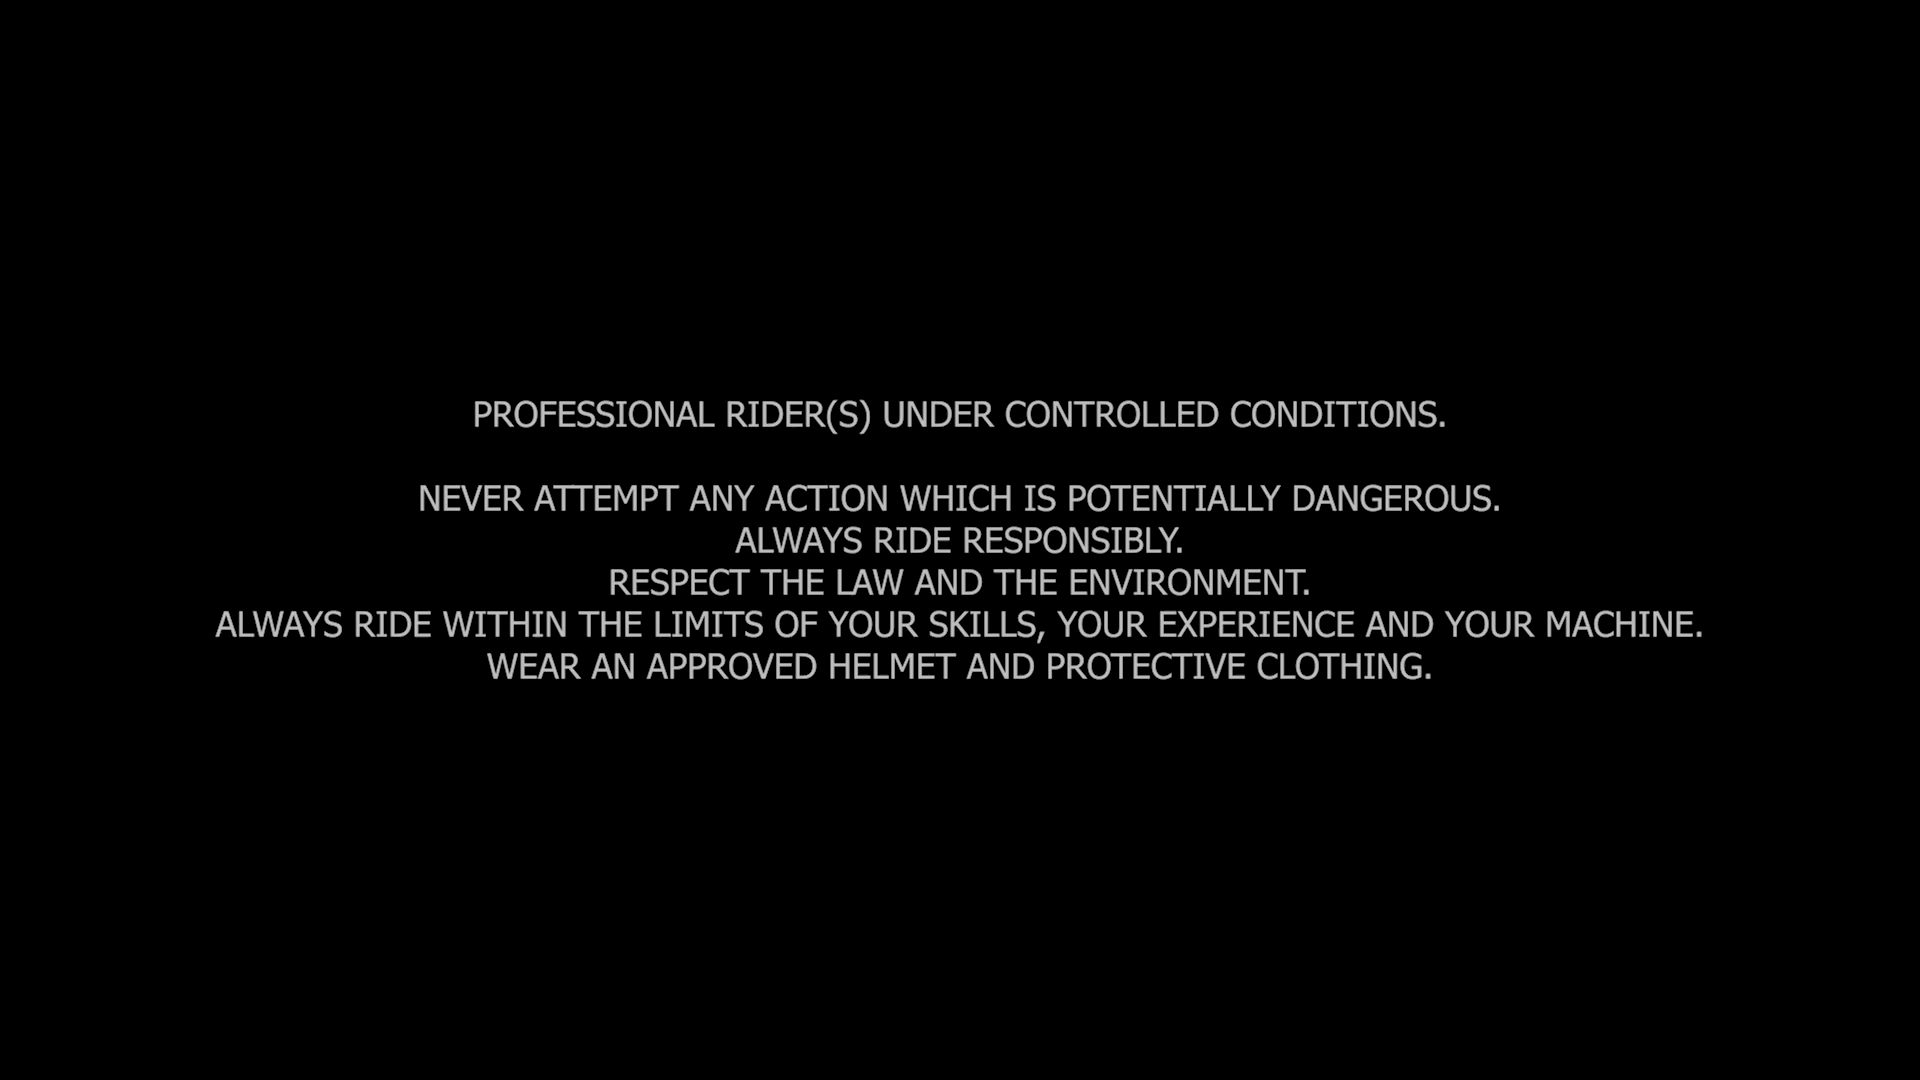 PROFESSIONAL RIDER(S) UNDER CONTROLLED CONDITIONS.
NEVER ATTEMPT ANY ACTION WHICH IS POTENTIALLY DANGEROUS.
ALWAYS RIDE RESPONSIBLY.
RESPECT THE LAW AND THE ENVIRONMENT.
ALWAYS RIDE WITHIN THE LIMITS OF YOUR SKILLS, YOUR EXPERIENCE AND YOUR MACHINE.
WEAR AN APPROVED HELMET AND PROTECTIVE CLOTHING.